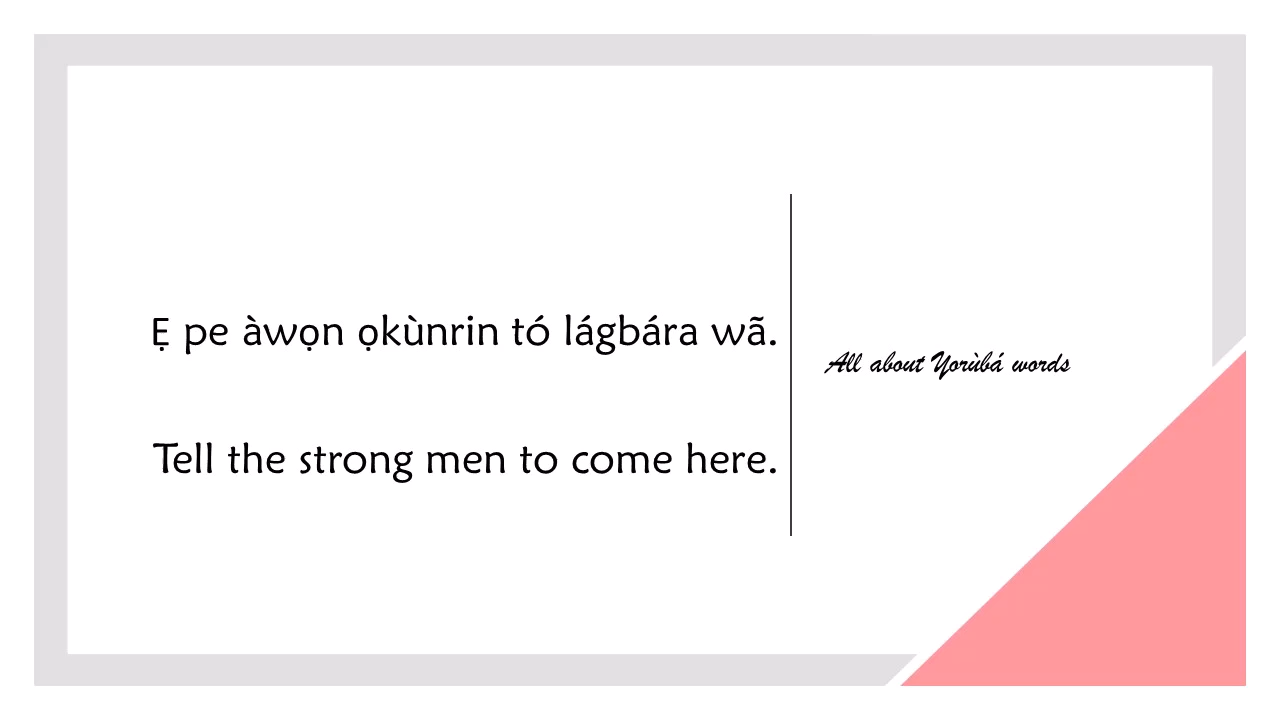 Ẹ pe àwọn ọkùnrin tó lágbára wã.
Tell the strong men to come here.
All about Yorùbá words